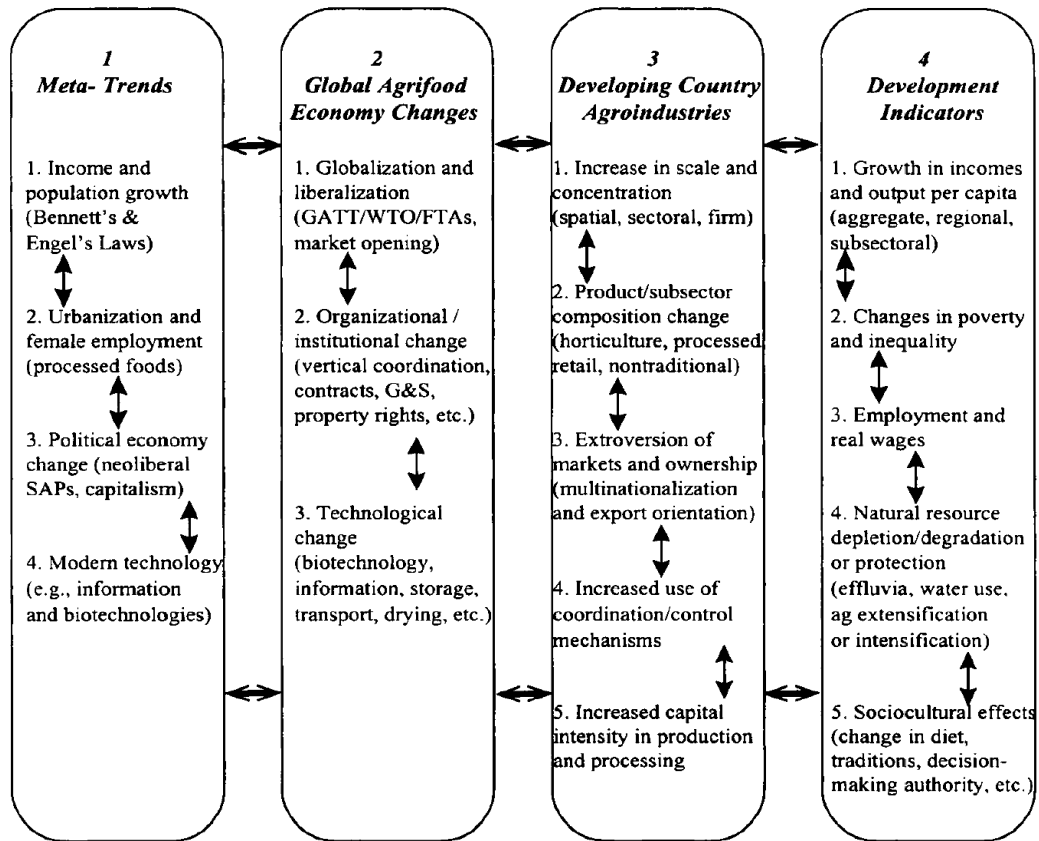 1
Meta- Trends
1. Income and
population growth
(Bennett's &
Engel's Laws)
2. Urbanization and
female employment
(processed foods)
3. Political economy
change (neoliberal
SAPs, capitalism)
4. Modern technology
(e.g., information
and biotechnologies)
2
Global Agrifood
Economy Changes
1. Globalization and
liberalization
(GATT/WTO/FTAs,
market opening)
2. Organizational /
institutional change
(vertical coordination,
contracts, G&S,
property rights, etc.)
3. Technological
change
(biotechnology,
information, storage,
transport, drying, etc.)
3
Developing Country
Agroindustries
1. Increase in scale and
concentration
(spatial, sectoral, firm)
2. Product/subsector
composition change
(horticulture, processed
retail, nontraditional)
3. Extroversion of
markets and ownership
(multinationalization
and export orientation)
4. Increased use of
coordination/control
mechanisms
5. Increased capital
intensity in production
and processing
4
Development
Indicators
1. Growth in incomes
and output per capita
(aggregate, regional,
subsectoral)
2. Changes in poverty
and inequality
3. Employment and
real wages
4. Natural resource
depletion/degradation
or protection
(effluvia, water use,
ag extensification
or intensification)
5. Sociocultural effects
(change in diet,
traditions, decision-
making authority, etc.)